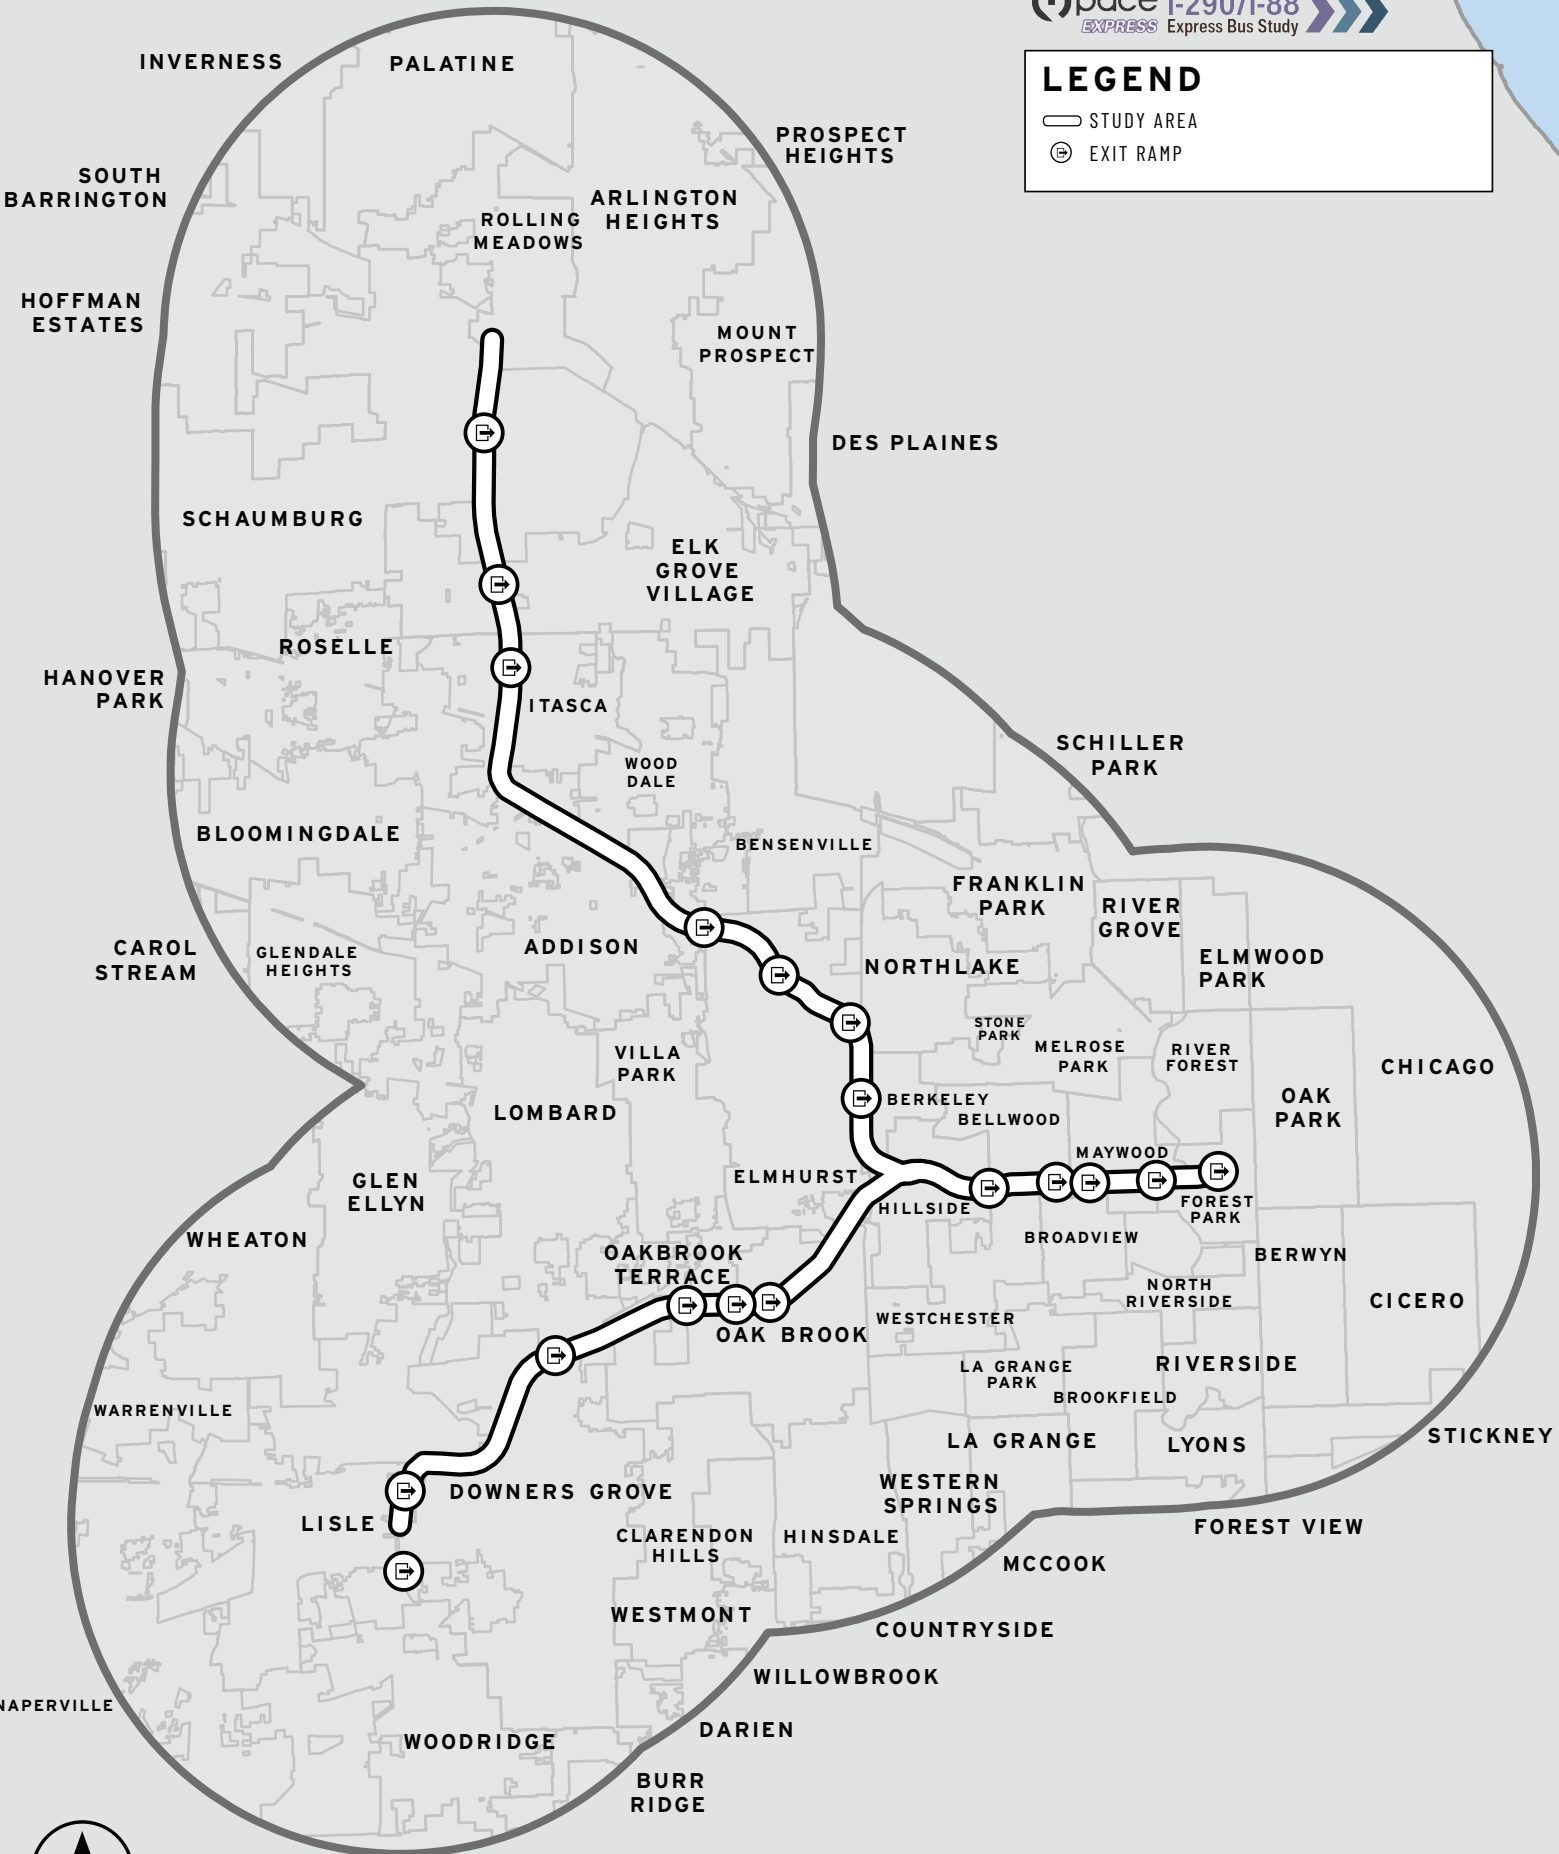 pace I-290/I-88
EXPRESS Express Bus Study
LEGEND
STUDY AREA
EXIT RAMP
INVERNESS
PALATINE
PROSPECT
HEIGHTS
SOUTH
BARRINGTON
ARLINGTON
HEIGHTS
ROLLING
MEADOWS
HOFFMAN
ESTATES
MOUNT
PROSPECT
DES PLAINES
SCHAUMBURG
ELK
GROVE
VILLAGE
ROSELLE
HANOVER
PARK
ITASCA
SCHILLER
PARK
WOOD
DALE
BLOOMINGDALE
BENSENVILLE
FRANKLIN
PARK
RIVER
GROVE
CAROL
STREAM
GLENDALE
HEIGHTS
ADDISON
NORTHLAKE
ELMWOOD
PARK
STONE
PARK
MELROSE
PARK
RIVER
FOREST
CHICAGO
VILLA
PARK
OAK
PARK
LOMBARD
BERKELEY
BELLWOOD
MAYWOOD
GLEN
ELLYN
ELMHURST
HILLSIDE
FOREST
PARK
WHEATON
BROADVIEW
BERWYN
OAKBROOK
TERRACE
NORTH
RIVERSIDE
CICERO
OAK BROOK
WESTCHESTER
LA GRANGE
PARK
RIVERSIDE
BROOKFIELD
WARRENVILLE
LA GRANGE
LYONS
STICKNEY
DOWNERS GROVE
WESTERN
SPRINGS
LISLE
CLARENDON
HILLS
HINSDALE
FOREST VIEW
MCCOOK
WESTMONT
COUNTRYSIDE
WILLOWBROOK
NAPERVILLE
DARIEN
WOODRIDGE
BURR
RIDGE